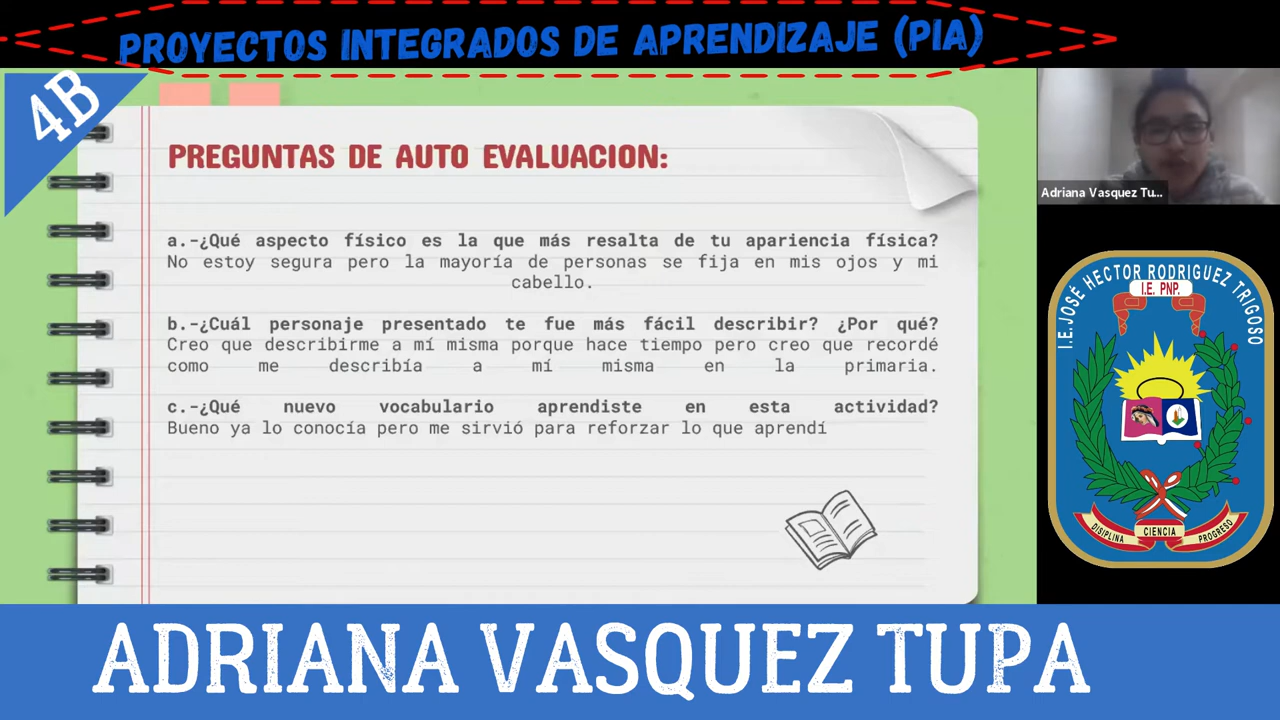 PROYECTOS INTEGRADOS DE APRENDIZAJE (PIA)
4B
PREGUNTAS DE AUTO EVALUACION:
a.-¿Qué aspecto físico es la que más resalta de tu apariencia física?
No estoy segura pero la mayoría de personas se fija en mis ojos y mi
cabello.
b.-¿Cuál personaje presentado te fue más fácil describir? ¿Por qué?
Creo que describirme a mí misma porque hace tiempo pero creo que recordé
como me describía a mí misma en la primaria.
c.-¿Qué nuevo vocabulario aprendiste en esta actividad?
Bueno ya lo conocía pero me sirvió para reforzar lo que aprendí
Adriana Vasquez Tu...
I.E.JOSÉ HECTOR RODRIGUEZ TRIGOSO
I.E. PNP.
DISIPLINA
CIENCIA
PROGRESO
ADRIANA VASQUEZ TUPA